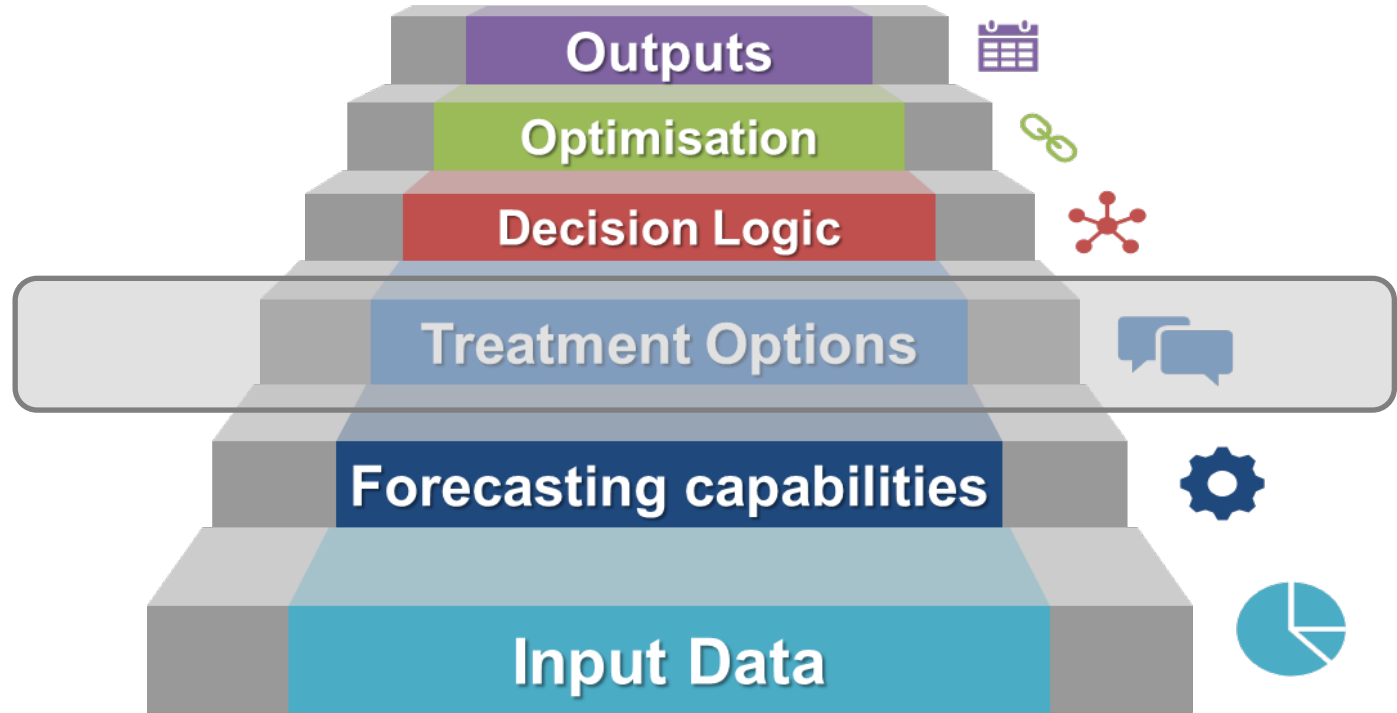 Outputs
Optimisation
Decision Logic
Treatment Options
Forecasting capabilities
Input Data